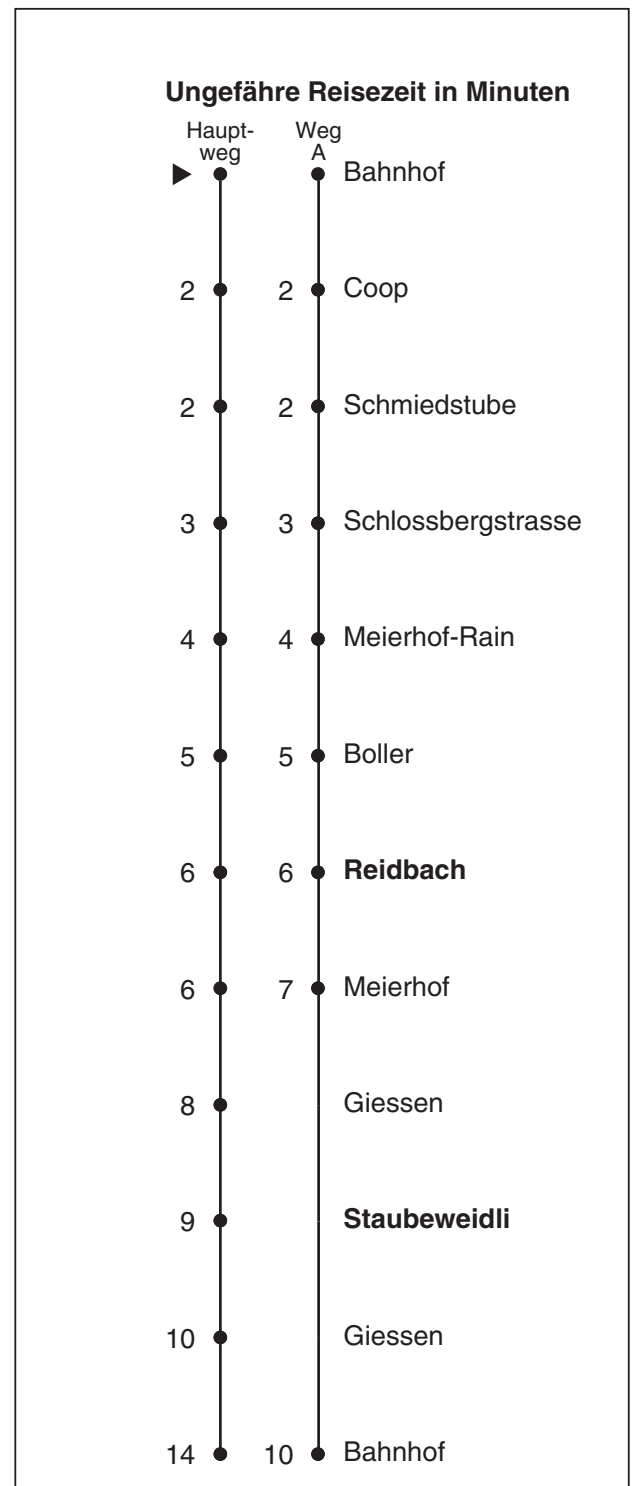 Ungefähre Reisezeit in Minuten
Haupt-
weg
Weg
A
Bahnhof
2 2 Coop
2 2 Schmiedstube
3 3 Schlossbergstrasse
4 4 Meierhof-Rain
5 5 Boller
6 6 Reidbach
6 7 Meierhof
8 Giessen
9 Staubeweidli
10 Giessen
14 10 Bahnhof